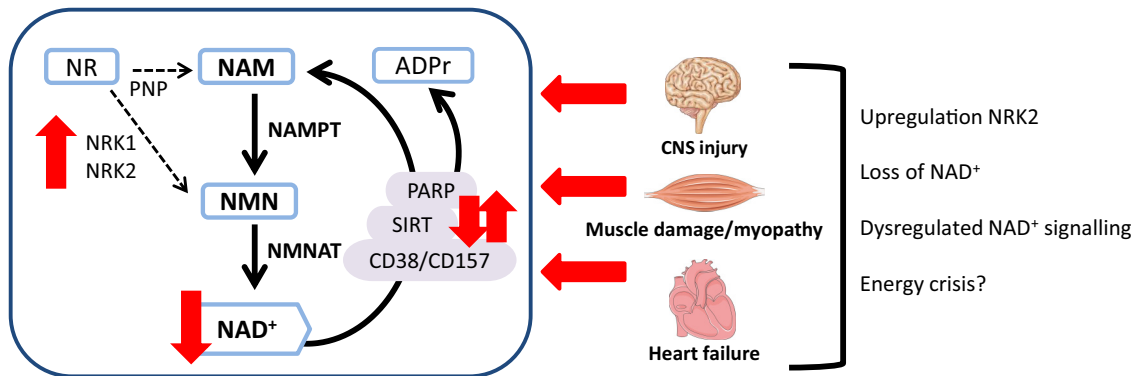 NR
NAM
ADPr
PNP
NAMPT
NRK1
NRK2
NMN
PARP
SIRT
CD38/CD157
NMNAT
NAD⁺
CNS injury
Muscle damage/myopathy
Heart failure
Upregulation NRK2
Loss of NAD⁺
Dysregulated NAD⁺ signalling
Energy crisis?